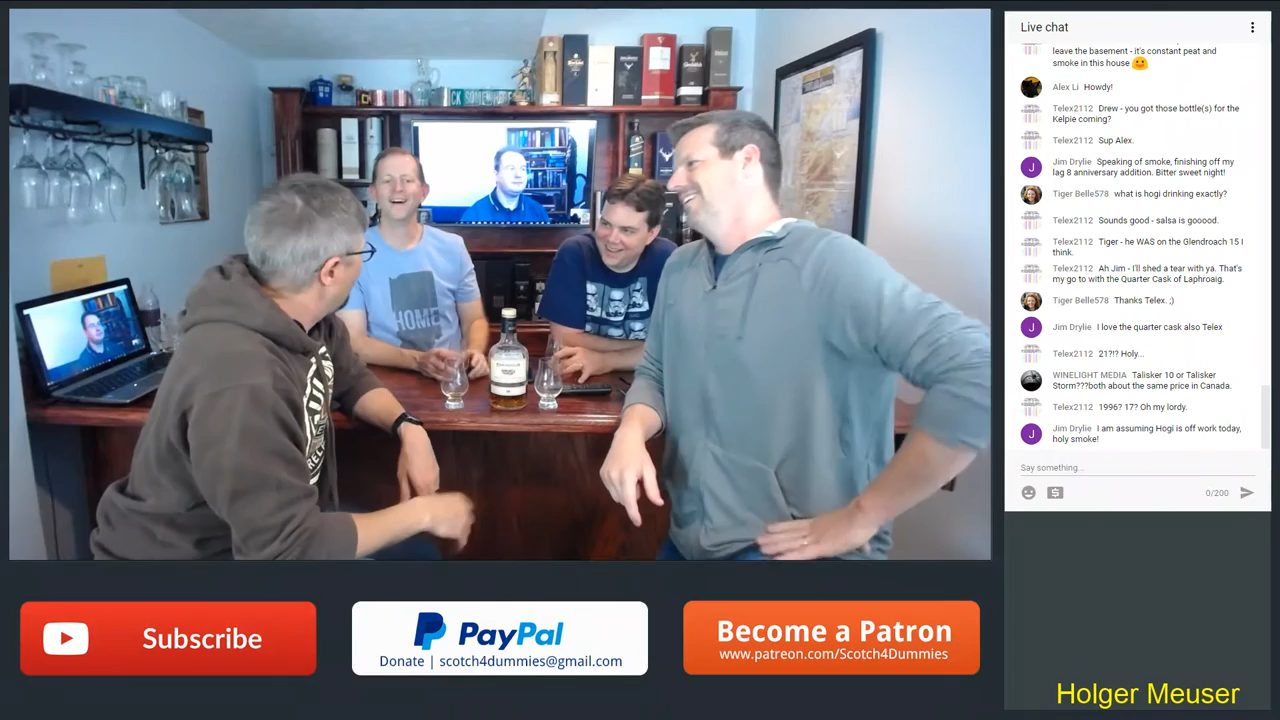 HOME
Live chat
leave the basement - it's constant peat and
smoke in this house
Alex Li Howdy!
Telex2112 Drew - you got those bottle(s) for the
Kelpie coming?
Telex2112 Sup Alex.
J
Jim Drylie Speaking of smoke, finishing off my
lag 8 anniversary addition. Bitter sweet night!
Tiger Belle578 what is hogi drinking exactly?
Telex2112 Sounds good - salsa is gooood.
Telex2112 Tiger - he WAS on the Glendroach 15 I
think.
Telex2112 Ah Jim - I'll shed a tear with ya. That's
my go to with the Quarter Cask of Laphroaig.
Tiger Belle578 Thanks Telex. ;)
J
Jim Drylie I love the quarter cask also Telex
Telex2112 21?!? Holy...
WINELIGHT MEDIA Talisker 10 or Talisker
Storm???both about the same price in Canada.
Telex2112 1996? 17? Oh my lordy.
J
Jim Drylie I am assuming Hogi is off work today,
holy smoke!
Say something...
0/200
Subscribe
PayPal
Donate | scotch4dummies@gmail.com
Become a Patron
www.patreon.com/Scotch4Dummies
Holger Meuser